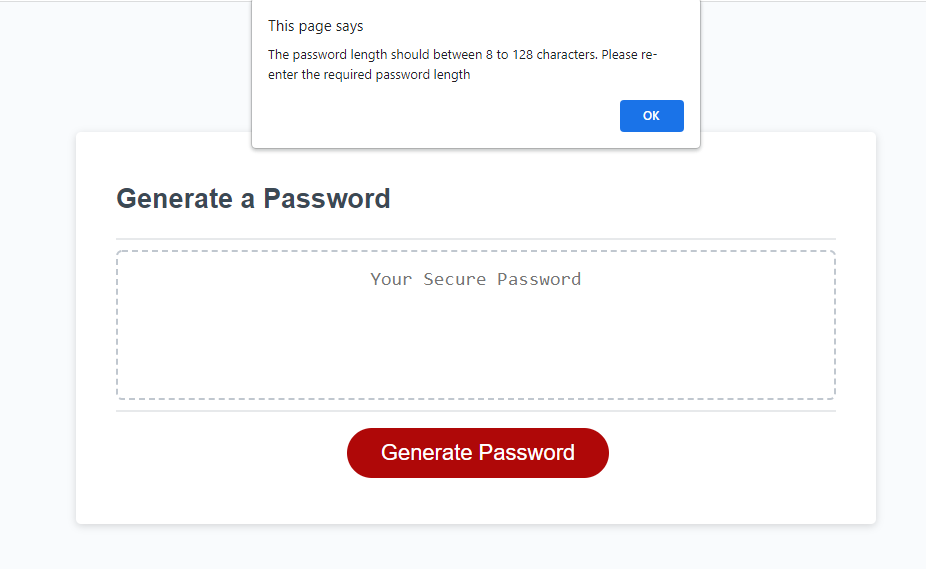 This page says
The password length should between 8 to 128 characters. Please re-
enter the required password length
OK
Generate a Password
Your Secure Password
Generate Password